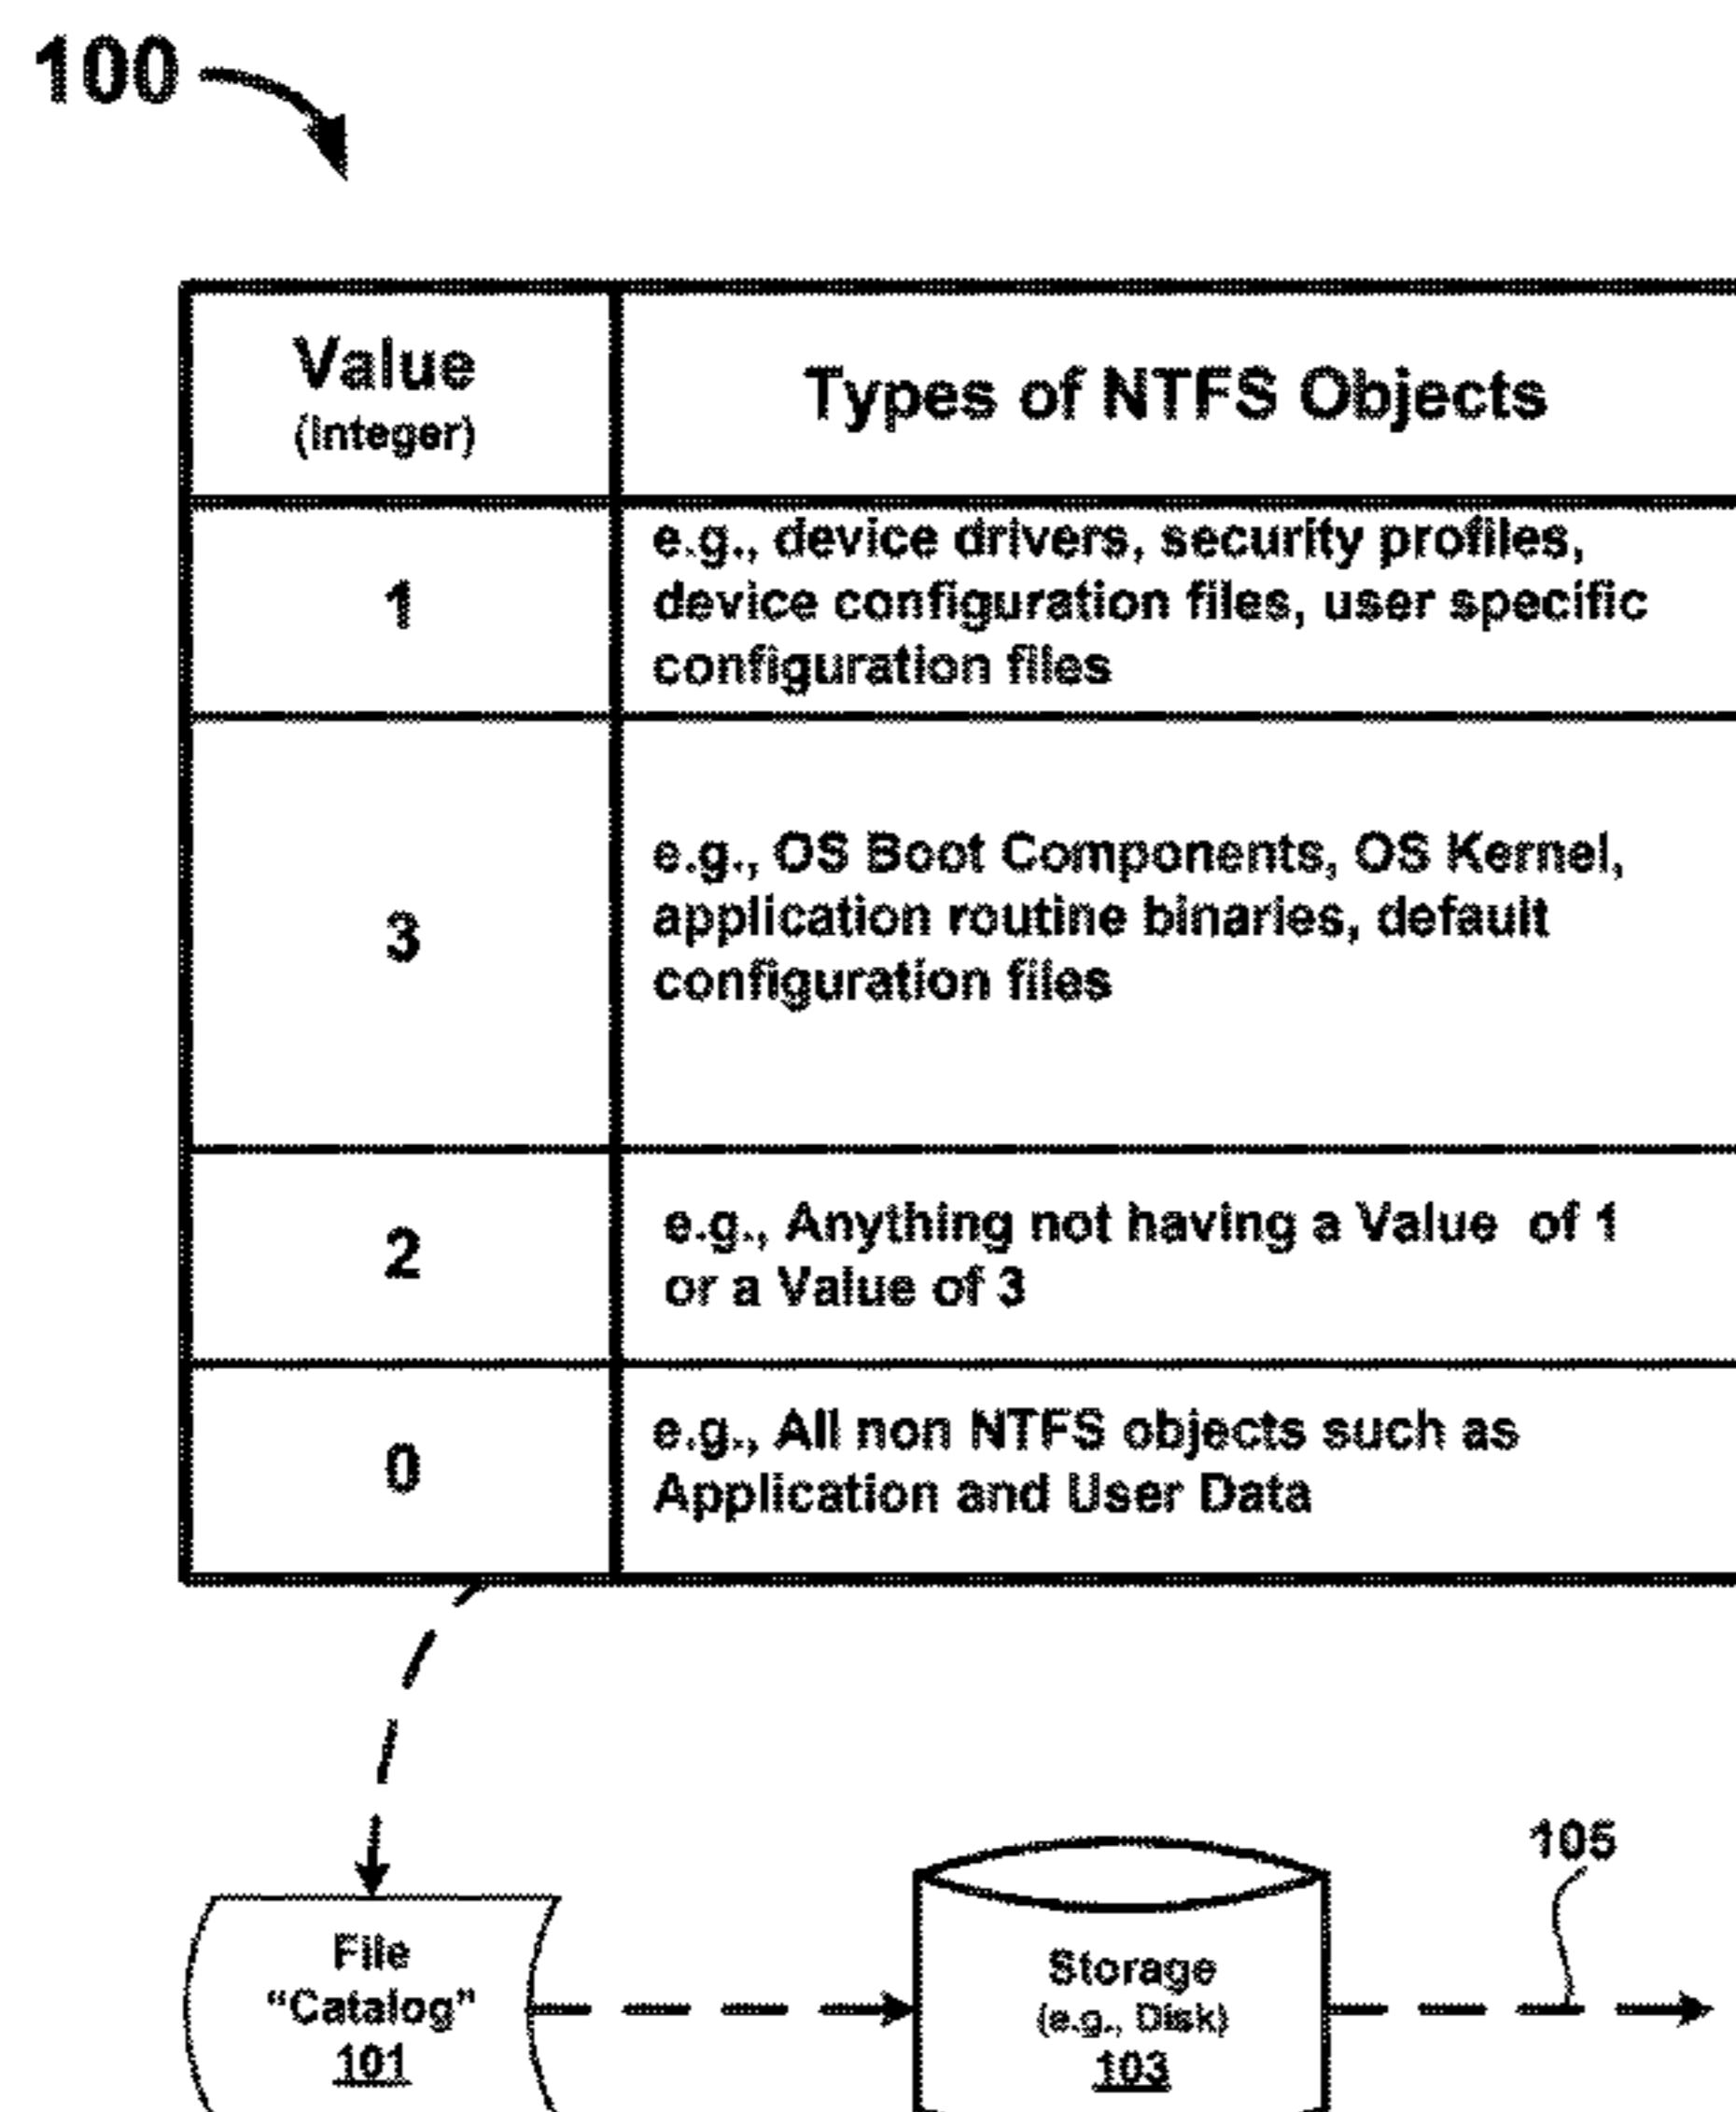 100
Value
(Integer)
Types of NTFS Objects
1
e.g., device drivers, security profiles,
device configuration files, user specific
configuration files
3
e.g., OS Boot Components, OS Kernel,
application routine binaries, default
configuration files
2
e.g., Anything not having a Value of 1
or a Value of 3
0
e.g., All non NTFS objects such as
Application and User Data
105
File
“Catalog”
101
Storage
(e.g., Disk)
103